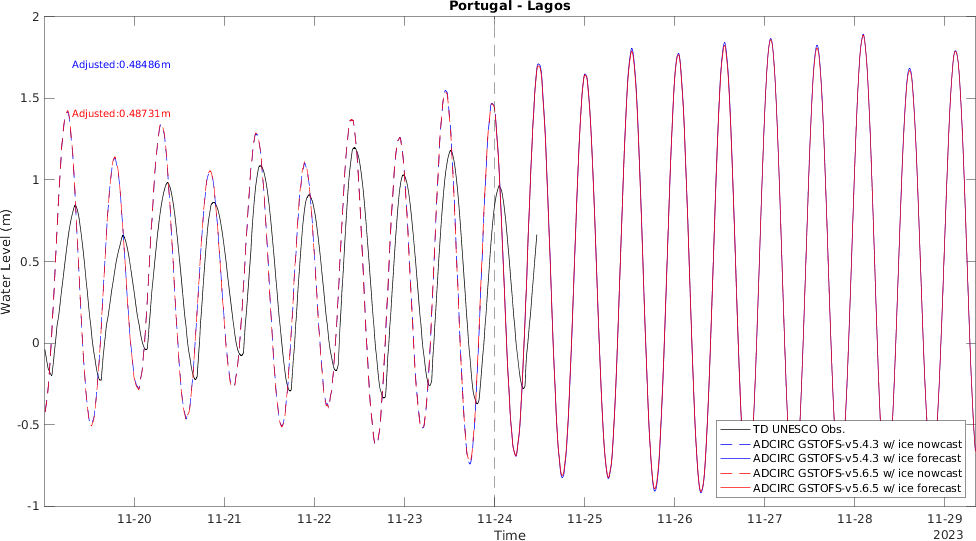 Portugal - Lagos
Adjusted:0.48486m
Adjusted:0.48731m
Water Level (m)
2
1.5
1
0.5
0
-0.5
-1
11-20
11-21
11-22
11-23
11-24
11-25
11-26
11-27
11-28
11-29
2023
Time
TD UNESCO Obs.
ADCIRC GSTOFS-v5.4.3 w/ ice nowcast
ADCIRC GSTOFS-v5.4.3 w/ ice forecast
ADCIRC GSTOFS-v5.6.5 w/ ice nowcast
ADCIRC GSTOFS-v5.6.5 w/ ice forecast